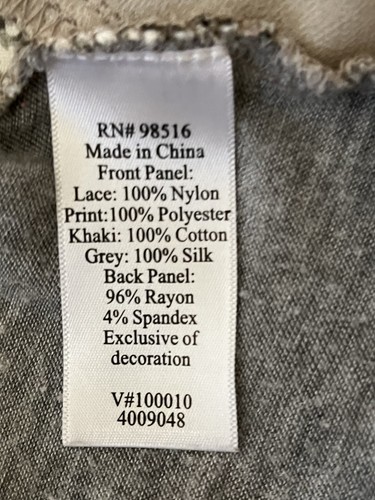 RN# 98516
Made in China
Front Panel:
Lace: 100% Nylon
Print:100% Polyester
Khaki: 100% Cotton
Grey: 100% Silk
Back Panel:
96% Rayon
4% Spandex
Exclusive of
decoration
V#100010
4009048